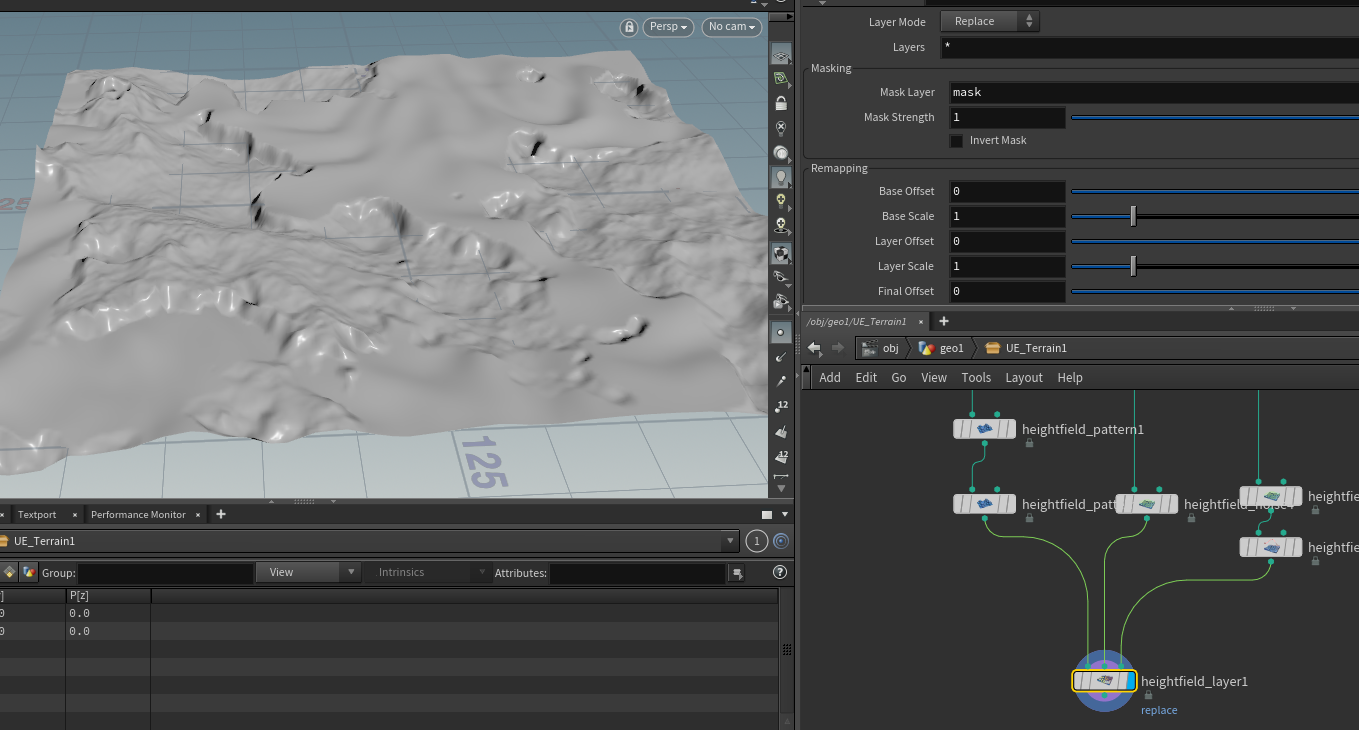 Persp
No cam
Layer Mode Replace
Layers *
Masking
Mask Layer mask
Mask Strength 1
Invert Mask
Remapping
Base Offset 0
Base Scale 1
Layer Offset 0
Layer Scale 1
Final Offset 0
25
125
12
12
/obj/geo1/UE_Terrain1 × +
obj geo1 UE_Terrain1
Add Edit Go View Tools Layout Help
heightfield_pattern1
heightfield_patt
heightfield_noise4
heightfie
heightfie
heightfield_layer1
replace
× Textport × Performance Monitor × +
UE_Terrain1 1
Group: View Intrinsics Attributes: ?
] P[z]
0 0.0
0 0.0